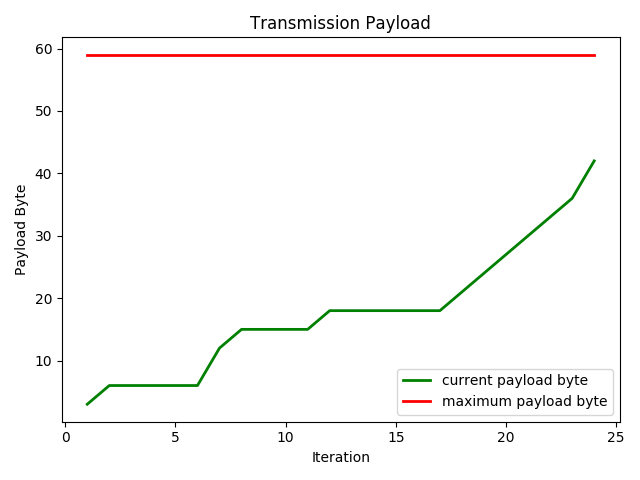 Transmission Payload
60
50
40
30
20
10
Payload Byte
0
5
10
15
20
25
Iteration
current payload byte
maximum payload byte